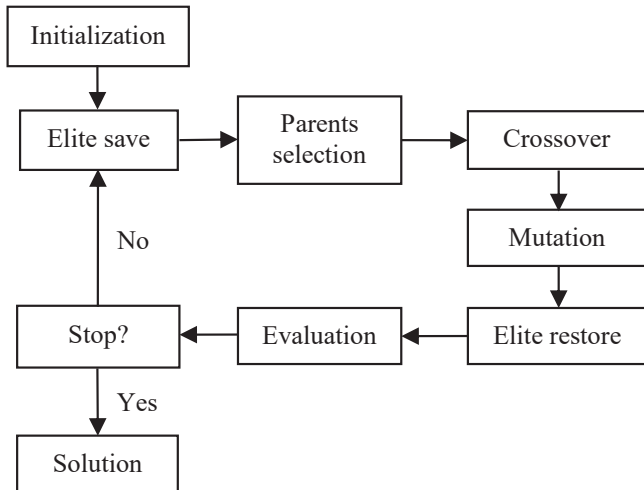 Initialization
Elite save
Parents
selection
Crossover
Mutation
Elite restore
Evaluation
Stop?
No
Yes
Solution